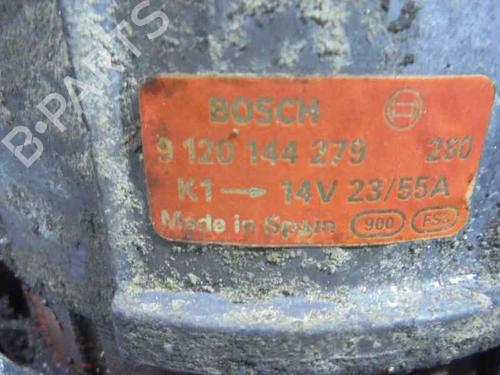 B-PARTS
BOSCH
9 120 144 279 280
K1 → 14V 23/55A
Made in Spain 900 FS3